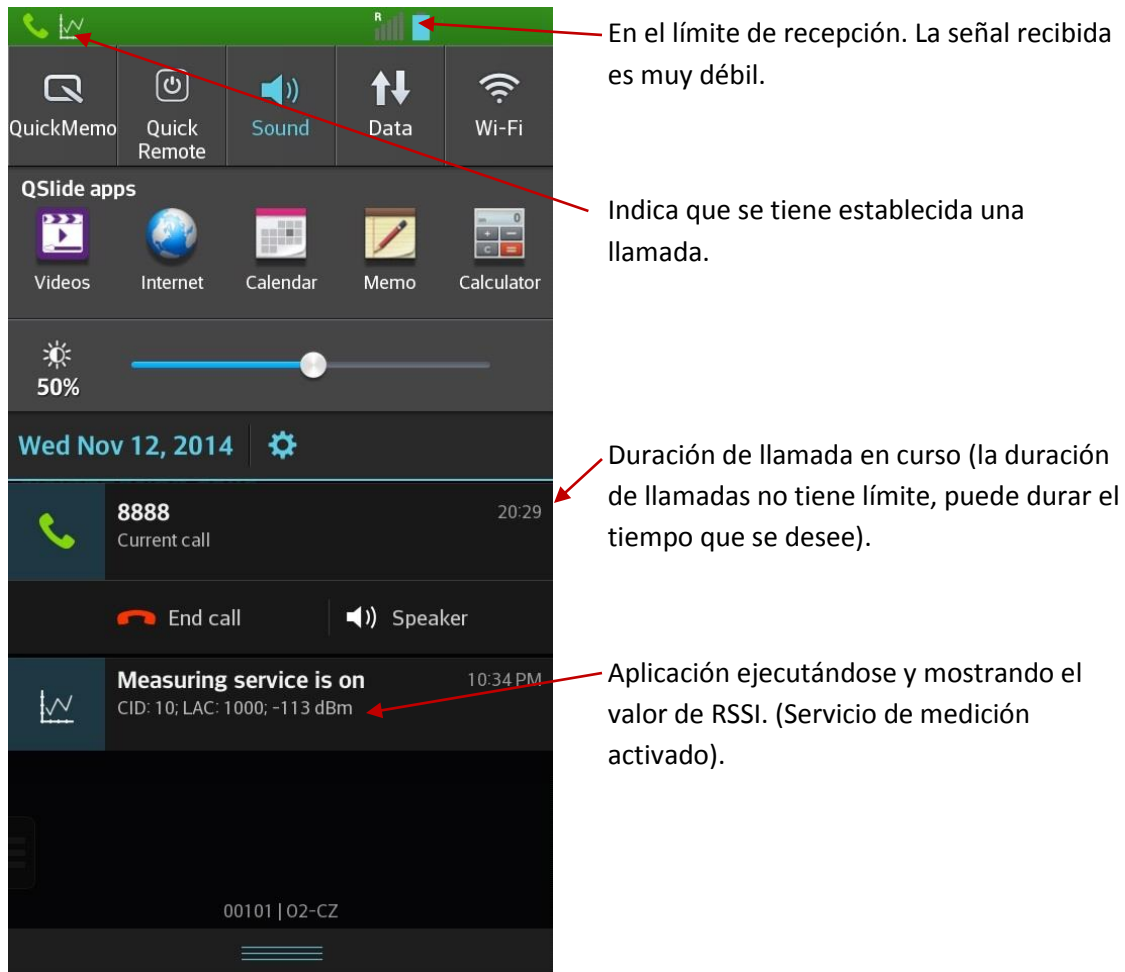 R
En el límite de recepción. La señal recibida
es muy débil.
QuickMemo
Quick
Remote
Sound
Data
Wi-Fi
QSlide apps
Videos
Internet
Calendar
Memo
Calculator
Indica que se tiene establecida una
llamada.
50%
Wed Nov 12, 2014
Duración de llamada en curso (la duración
de llamadas no tiene límite, puede durar el
tiempo que se desee).
8888
20:29
Current call
End call
Speaker
Measuring service is on
10:34 PM
CID: 10; LAC: 1000; -113 dBm
Aplicación ejecutándose y mostrando el
valor de RSSI. (Servicio de medición
activado).
00101 | O2-CZ